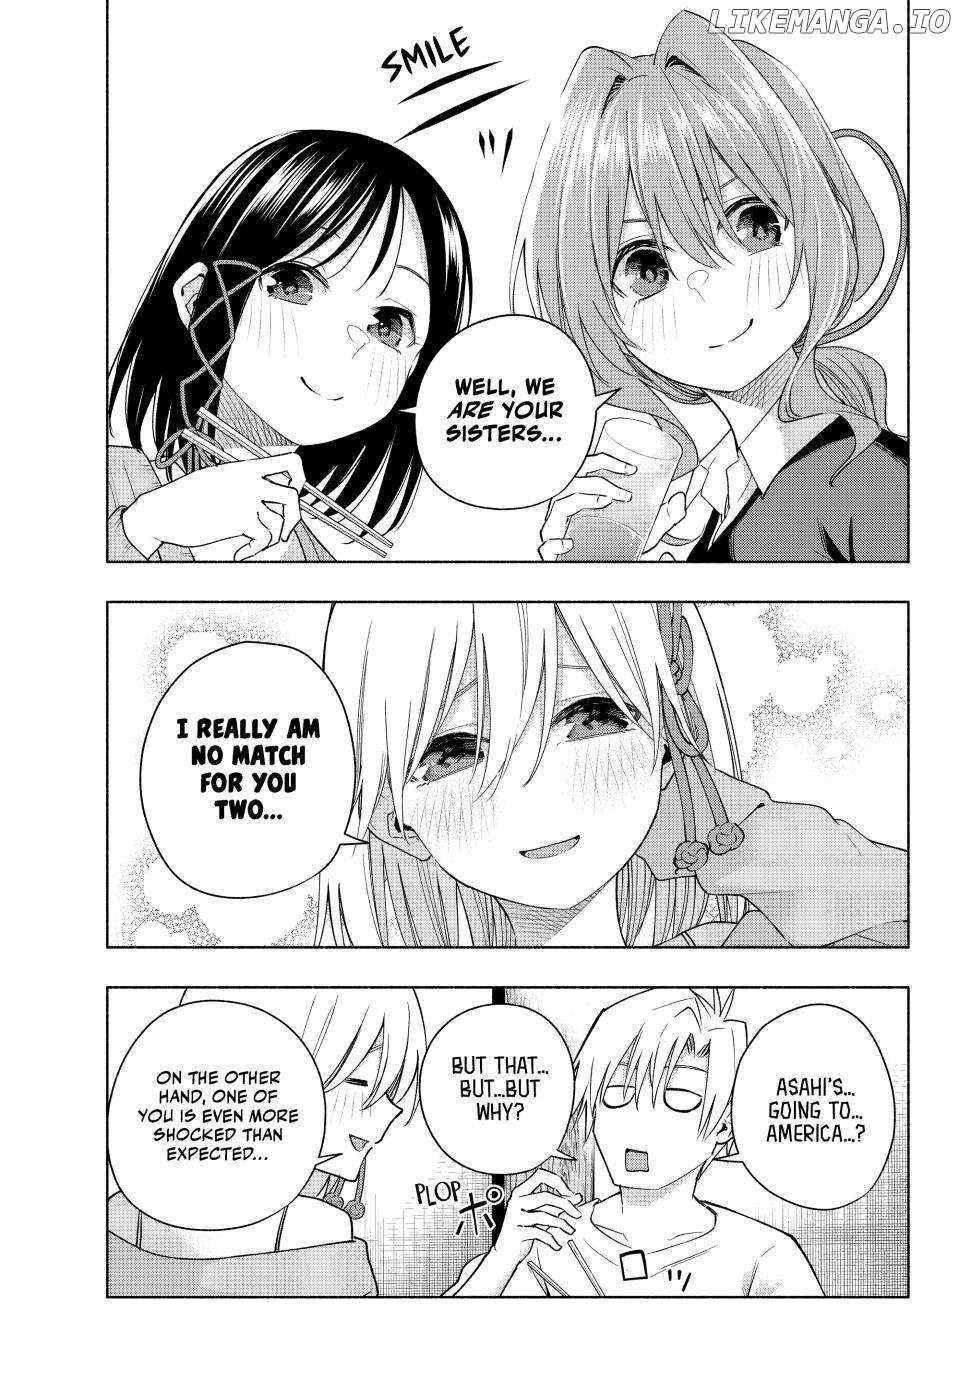 LIKEMANGA.IO
SMILE
WELL, WE
ARE YOUR
SISTERS...
I REALLY AM
NO MATCH
FOR YOU
TWO...
ASAHI'S...
GOING TO...
AMERICA...?
BUT THAT...
BUT...BUT
WHY?
PLOP
ポ
ON THE OTHER
HAND, ONE OF
YOU IS EVEN MORE
SHOCKED THAN
EXPECTED...